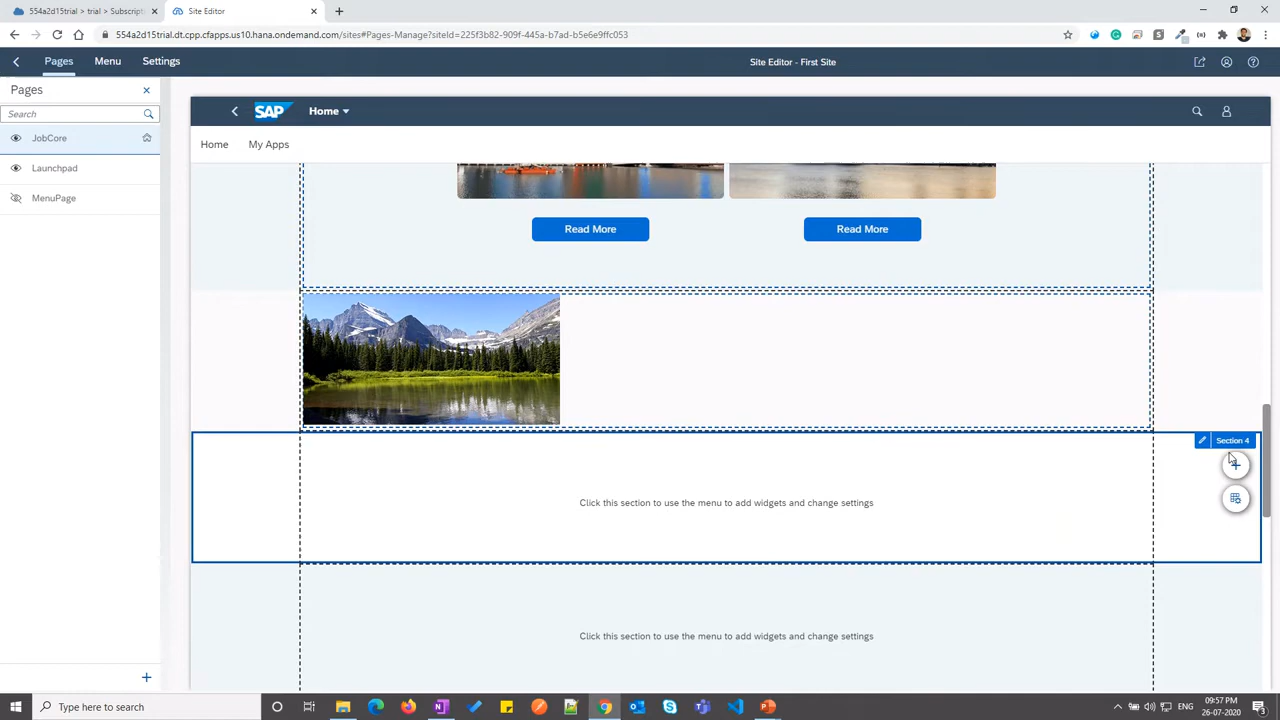 554a2d15trial > trial > Subscripti
Site Editor
554a2d15trial.dt.cpp.cfapps.us10.hana.ondemand.com/sites#Pages-Manage?siteId=225f3b82-909f-445a-b7ad-b5e6e9ffc053
Pages
Menu
Settings
Site Editor - First Site
Pages
Search
JobCore
Launchpad
MenuPage
SAP
Home
Home
My Apps
Read More
Read More
Section 4
Click this section to use the menu to add widgets and change settings
Click this section to use the menu to add widgets and change settings
Type here to search
ENG
09:57 PM
26-07-2020
3